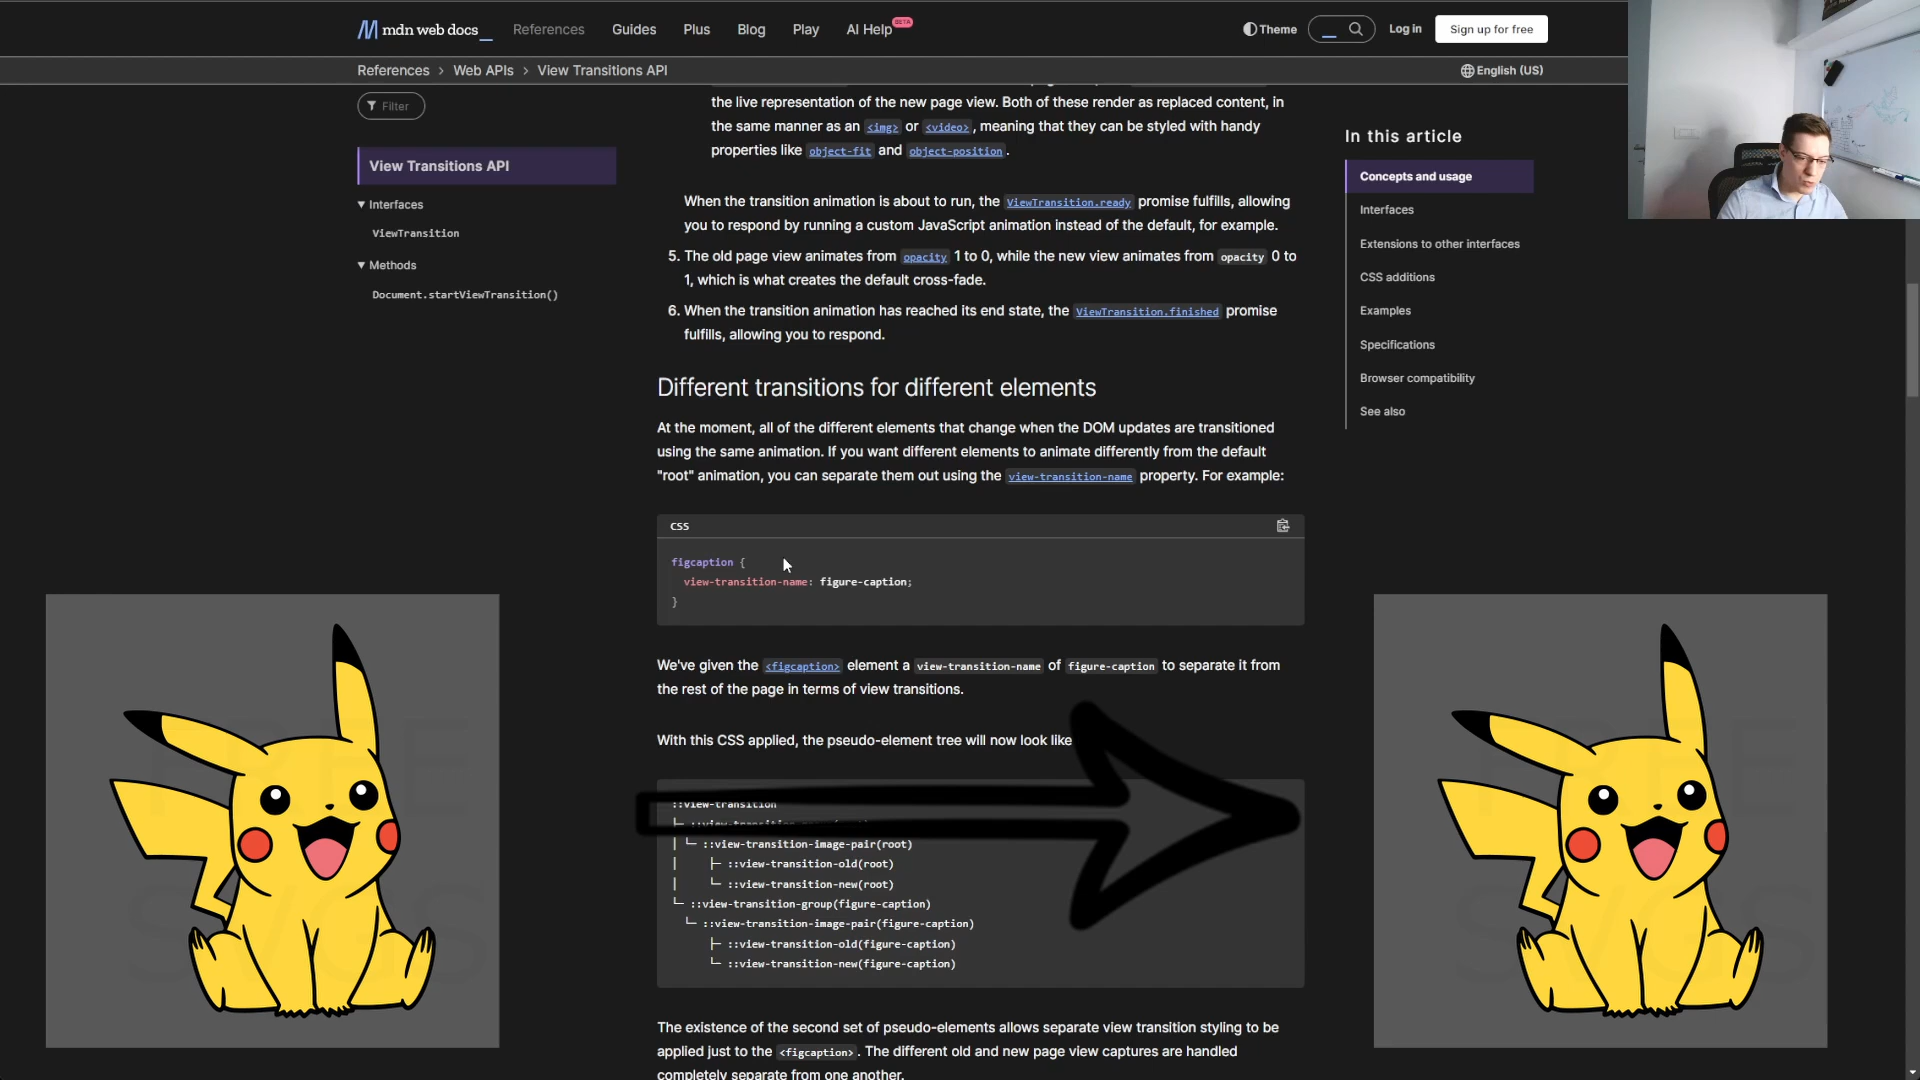 mdn web docs_
References
Guides
Plus
Blog
Play
AI Help
BETA
Theme
Log in
Sign up for free
References > Web APIs > View Transitions API
English (US)
Filter
View Transitions API
Interfaces
ViewTransition
Methods
Document.startViewTransition()
the live representation of the new page view. Both of these render as replaced content, in
the same manner as an <img> or <video>, meaning that they can be styled with handy
properties like object-fit and object-position.
When the transition animation is about to run, the ViewTransition.ready promise fulfills, allowing
you to respond by running a custom JavaScript animation instead of the default, for example.
5. The old page view animates from opacity 1 to 0, while the new view animates from opacity 0 to
1, which is what creates the default cross-fade.
6. When the transition animation has reached its end state, the ViewTransition.finished promise
fulfills, allowing you to respond.
Different transitions for different elements
At the moment, all of the different elements that change when the DOM updates are transitioned
using the same animation. If you want different elements to animate differently from the default
"root" animation, you can separate them out using the view-transition-name property. For example:
CSS
figcaption {
view-transition-name: figure-caption;
}
We've given the <figcaption> element a view-transition-name of figure-caption to separate it from
the rest of the page in terms of view transitions.
With this CSS applied, the pseudo-element tree will now look like
::view-transition
├─ ::view-transition-group
│ └─ ::view-transition-image-pair(root)
│ ├─ ::view-transition-old(root)
│ └─ ::view-transition-new(root)
└─ ::view-transition-group(figure-caption)
└─ ::view-transition-image-pair(figure-caption)
├─ ::view-transition-old(figure-caption)
└─ ::view-transition-new(figure-caption)
The existence of the second set of pseudo-elements allows separate view transition styling to be
applied just to the <figcaption>. The different old and new page view captures are handled
completely separate from one another.
In this article
Concepts and usage
Interfaces
Extensions to other interfaces
CSS additions
Examples
Specifications
Browser compatibility
See also
FREE
SVGS
FREE
SVGS